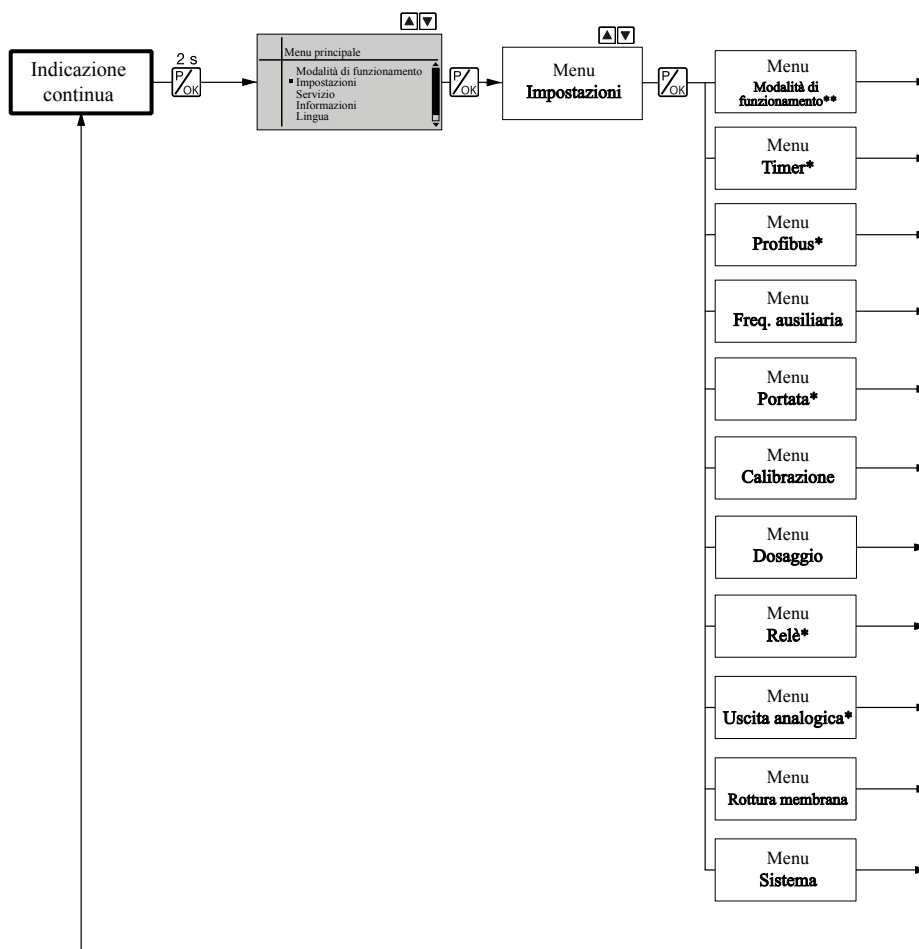 Indicazione
continua
2 s
P/OK
Menu principale
Modalità di funzionamento
Impostazioni
Servizio
Informazioni
Lingua
P/OK
Menu
Impostazioni
P/OK
Menu
Modalità di
funzionamento**
Menu
Timer*
Menu
Profibus*
Menu
Freq. ausiliaria
Menu
Portata*
Menu
Calibrazione
Menu
Dosaggio
Menu
Relè*
Menu
Uscita analogica*
Menu
Rottura membrana
Menu
Sistema